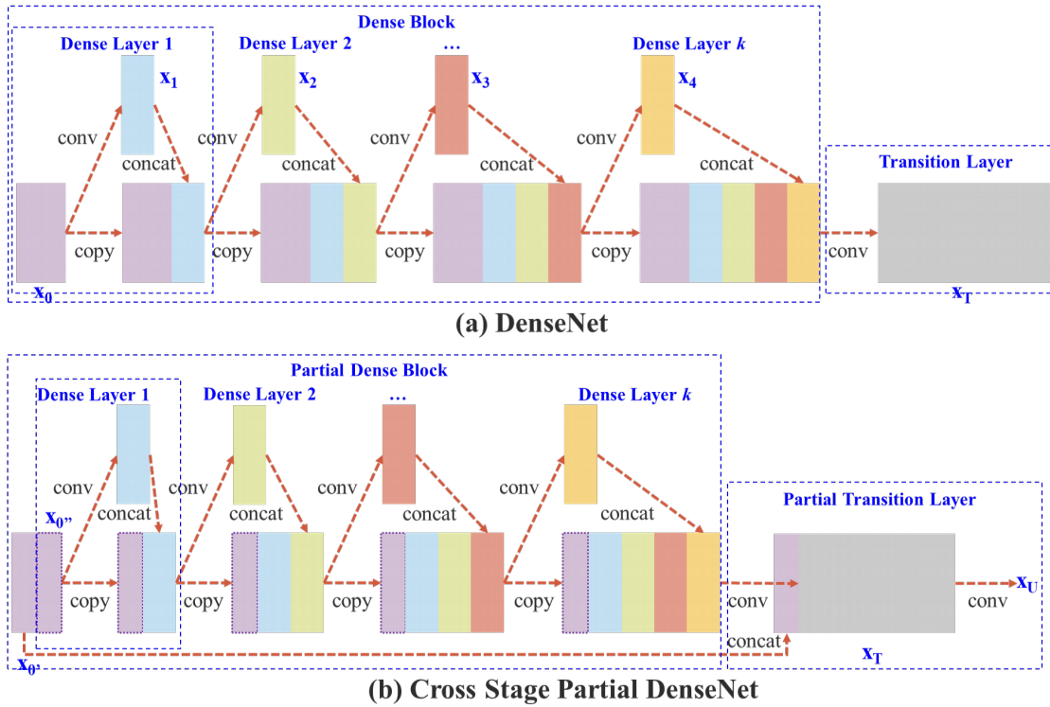 Dense Block
Dense Layer 1
Dense Layer 2
...
Dense Layer k
x1
x2
x3
x4
conv
conv
conv
conv
concat
concat
concat
concat
Transition Layer
copy
copy
copy
copy
conv
x0
xT
(a) DenseNet
Partial Dense Block
Dense Layer 1
Dense Layer 2
...
Dense Layer k
conv
conv
conv
conv
Partial Transition Layer
x0''
concat
concat
concat
concat
copy
copy
copy
copy
conv
conv
xU
concat
x0'
xT
(b) Cross Stage Partial DenseNet